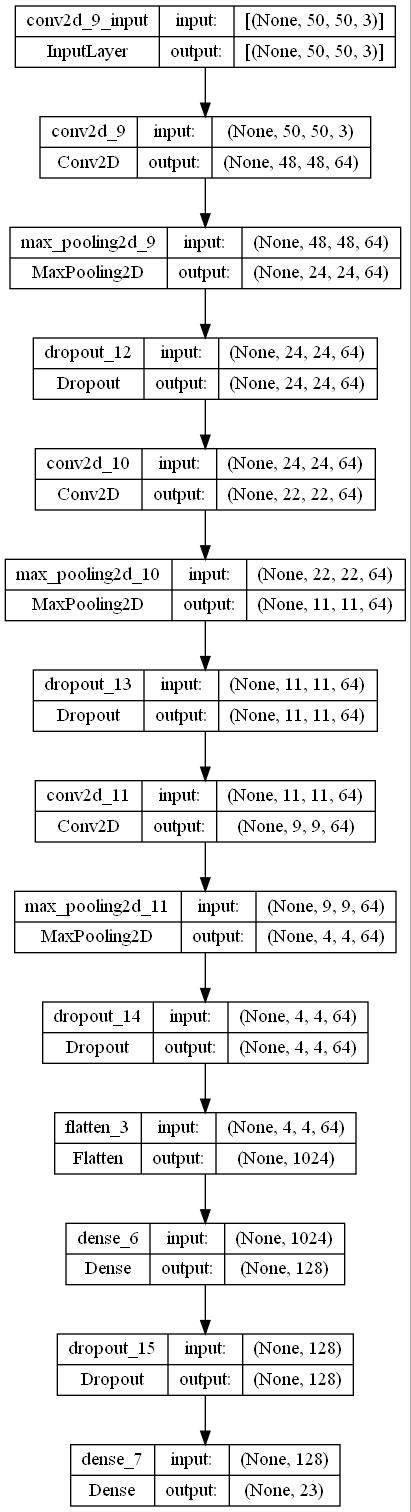 conv2d_9_input input: [(None, 50, 50, 3)]
InputLayer output: [(None, 50, 50, 3)]
conv2d_9 input: (None, 50, 50, 3)
Conv2D output: (None, 48, 48, 64)
max_pooling2d_9 input: (None, 48, 48, 64)
MaxPooling2D output: (None, 24, 24, 64)
dropout_12 input: (None, 24, 24, 64)
Dropout output: (None, 24, 24, 64)
conv2d_10 input: (None, 24, 24, 64)
Conv2D output: (None, 22, 22, 64)
max_pooling2d_10 input: (None, 22, 22, 64)
MaxPooling2D output: (None, 11, 11, 64)
dropout_13 input: (None, 11, 11, 64)
Dropout output: (None, 11, 11, 64)
conv2d_11 input: (None, 11, 11, 64)
Conv2D output: (None, 9, 9, 64)
max_pooling2d_11 input: (None, 9, 9, 64)
MaxPooling2D output: (None, 4, 4, 64)
dropout_14 input: (None, 4, 4, 64)
Dropout output: (None, 4, 4, 64)
flatten_3 input: (None, 4, 4, 64)
Flatten output: (None, 1024)
dense_6 input: (None, 1024)
Dense output: (None, 128)
dropout_15 input: (None, 128)
Dropout output: (None, 128)
dense_7 input: (None, 128)
Dense output: (None, 23)